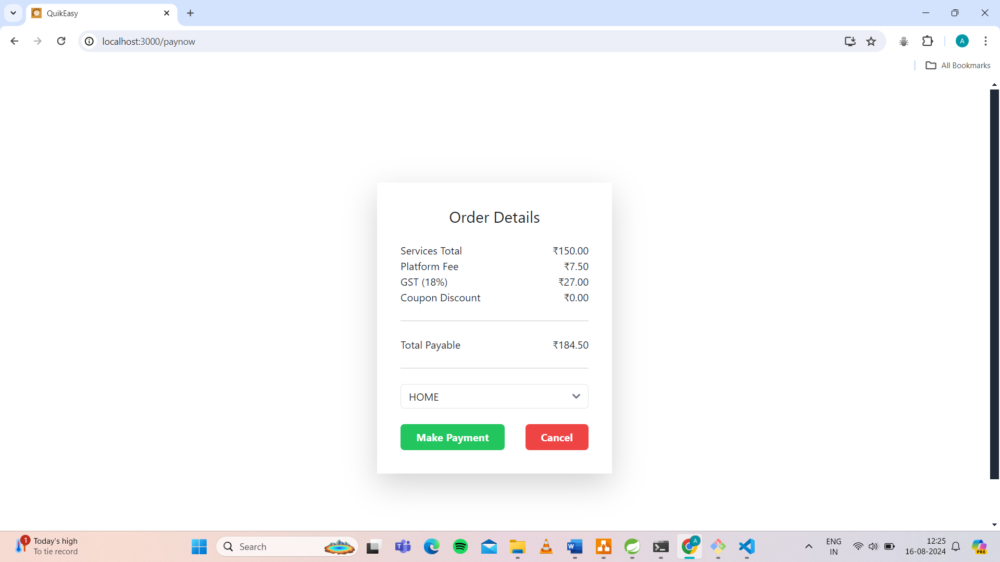 QuikEasy
localhost:3000/paynow
A
All Bookmarks
Order Details
Services Total ₹150.00
Platform Fee ₹7.50
GST (18%) ₹27.00
Coupon Discount ₹0.00
Total Payable ₹184.50
HOME
Make Payment Cancel
1
Today's high
To tie record
Search
T
W
A
ENG
IN
12:25
16-08-2024
PRE